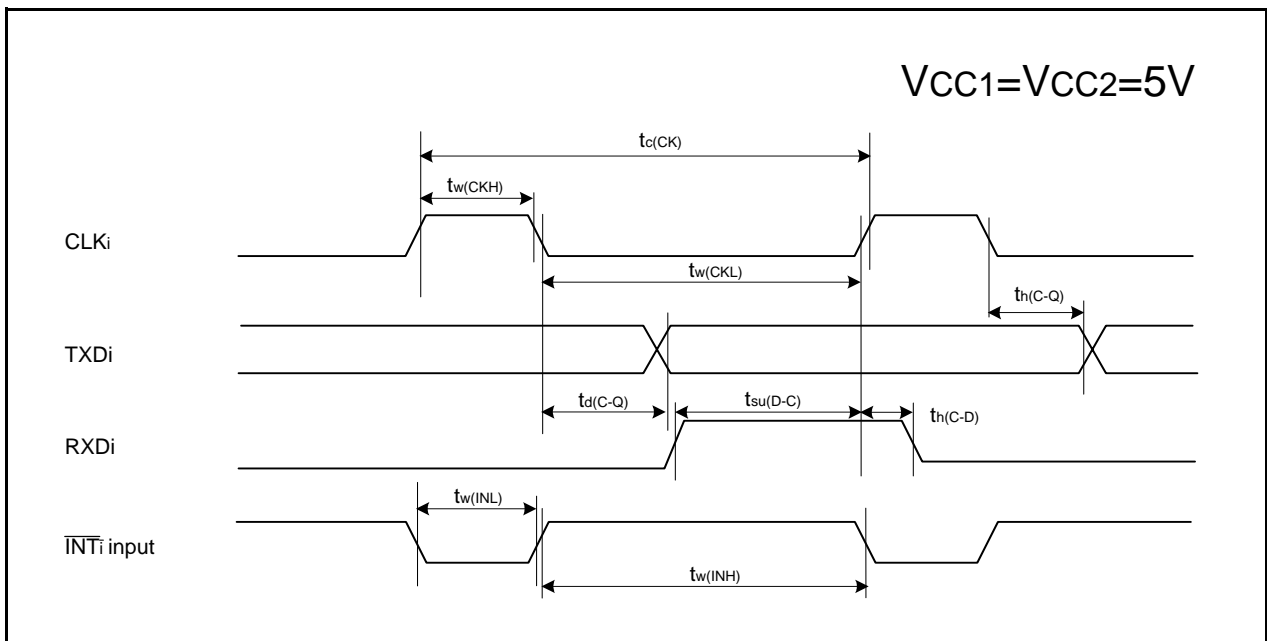 VCC1=VCC2=5V
tc(CK)
tw(CKH)
CLKi
tw(CKL)
th(C-Q)
TXDi
td(C-Q)
tsu(D-C)
th(C-D)
RXDi
tw(INL)
INTi input
tw(INH)